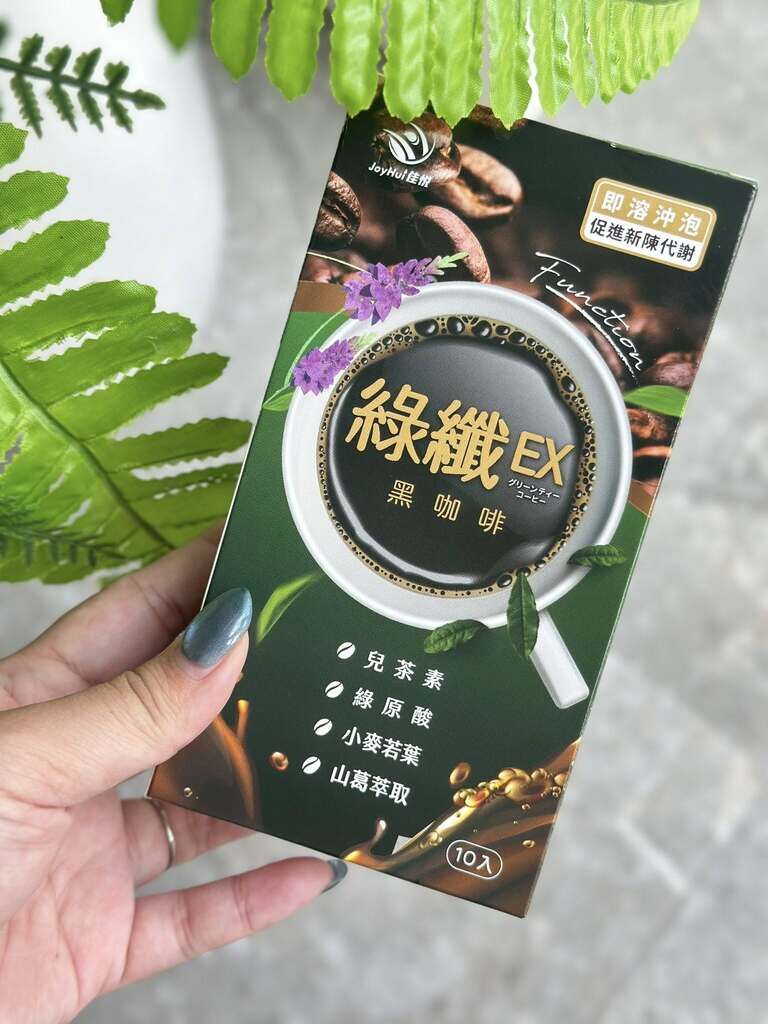 JoyHui佳悅
即溶沖泡
促進新陳代謝
Function
綠纖EX
グリーンティー
コーヒー
黑咖啡
兒茶素
綠原酸
小麥若葉
山葛萃取
10入